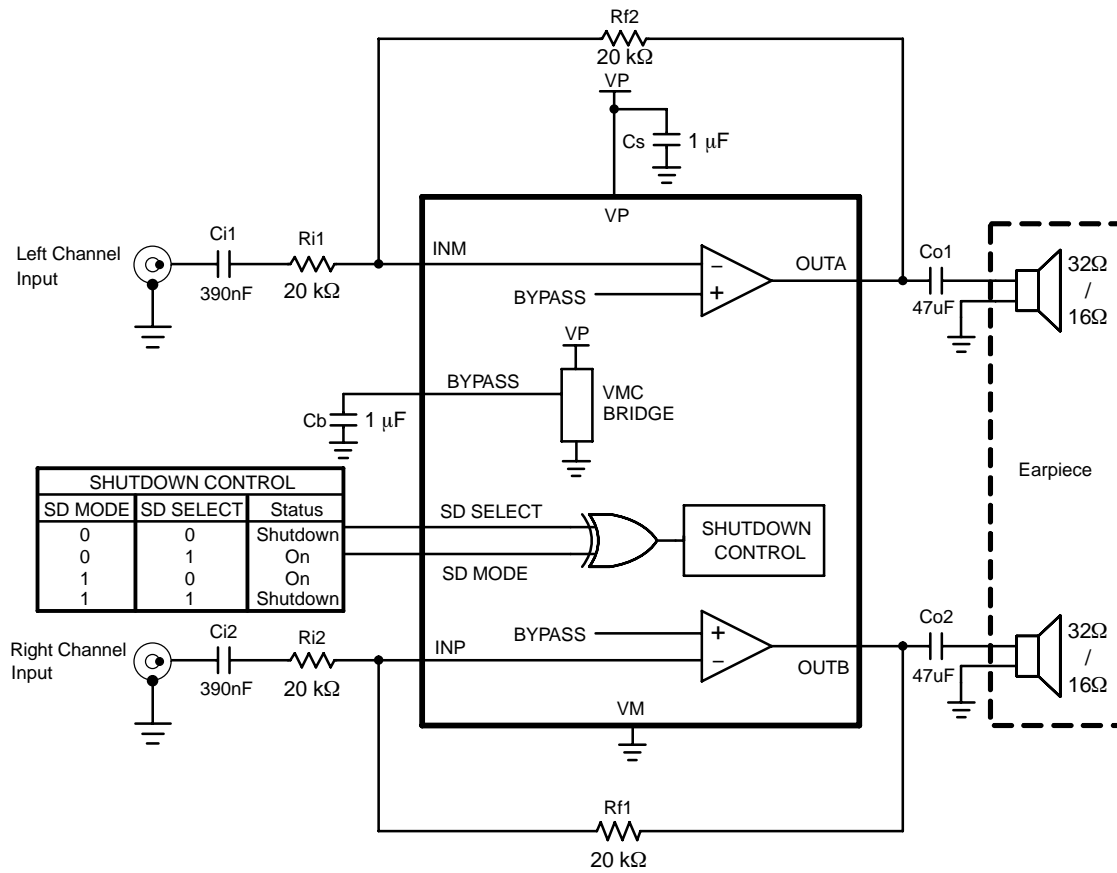 Rf2
20 kΩ
VP
Cs
1 μF
VP
Left Channel
Input
Ci1
390nF
Ri1
20 kΩ
INM
−
+
BYPASS
OUTA
Co1
47uF
32Ω
/
16Ω
VP
BYPASS
VMC
BRIDGE
Cb
1 μF
Earpiece
SHUTDOWN CONTROL
SD MODE SD SELECT Status
0 0 Shutdown
0 1 On
1 0 On
1 1 Shutdown
SD SELECT
SD MODE
SHUTDOWN
CONTROL
Right Channel
Input
Ci2
390nF
Ri2
20 kΩ
INP
BYPASS
+
−
OUTB
Co2
47uF
32Ω
/
16Ω
VM
Rf1
20 kΩ